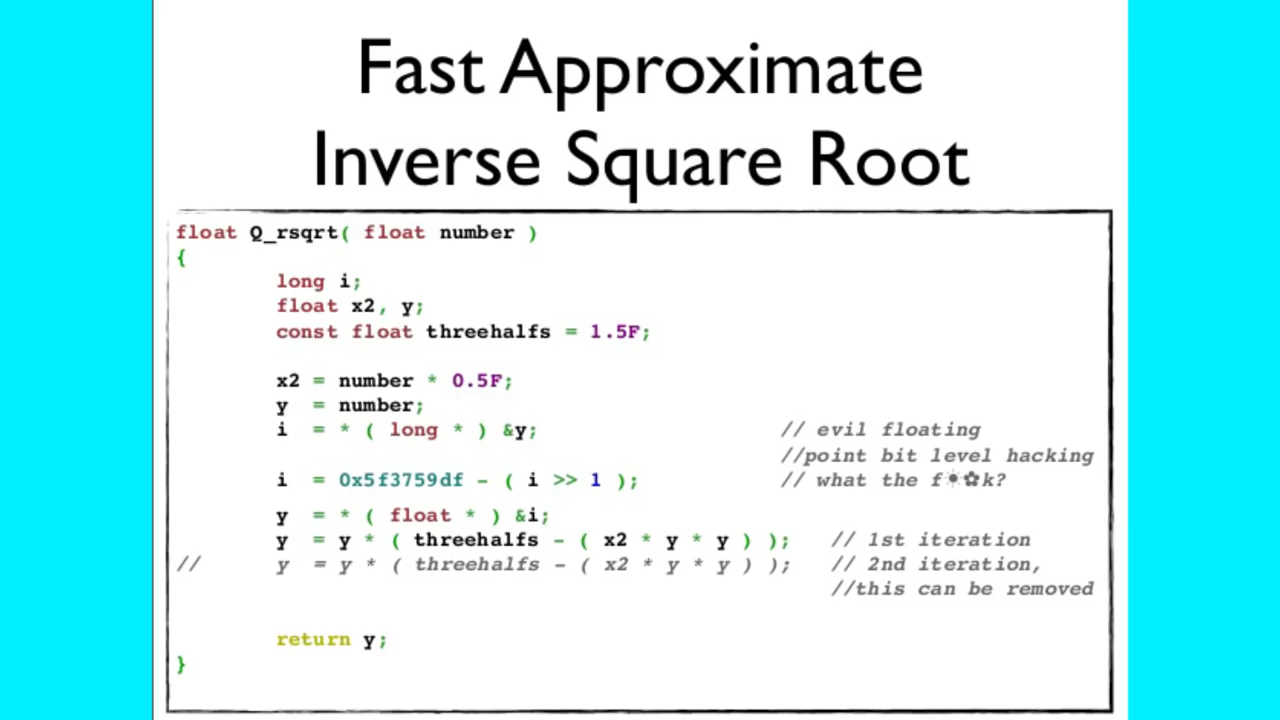 Fast Approximate
Inverse Square Root
float Q_rsqrt( float number )
{
long i;
float x2, y;
const float threehalfs = 1.5F;
x2 = number * 0.5F;
y = number;
i = * ( long * ) &y; // evil floating
//point bit level hacking
i = 0x5f3759df - ( i >> 1 ); // what the f☀✿k?
y = * ( float * ) &i;
y = y * ( threehalfs - ( x2 * y * y ) ); // 1st iteration
// y = y * ( threehalfs - ( x2 * y * y ) ); // 2nd iteration,
//this can be removed
return y;
}